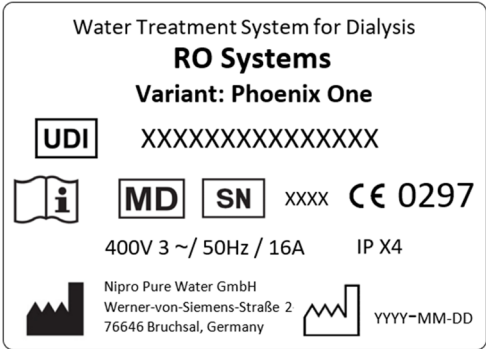 Water Treatment System for Dialysis
RO Systems
Variant: Phoenix One
UDI XXXXXXXXXXXXXXX
i MD SN XXXX CE 0297
400V 3 ~/ 50Hz / 16A IP X4
Nipro Pure Water GmbH
Werner-von-Siemens-Straße 2
76646 Bruchsal, Germany
YYYY-MM-DD